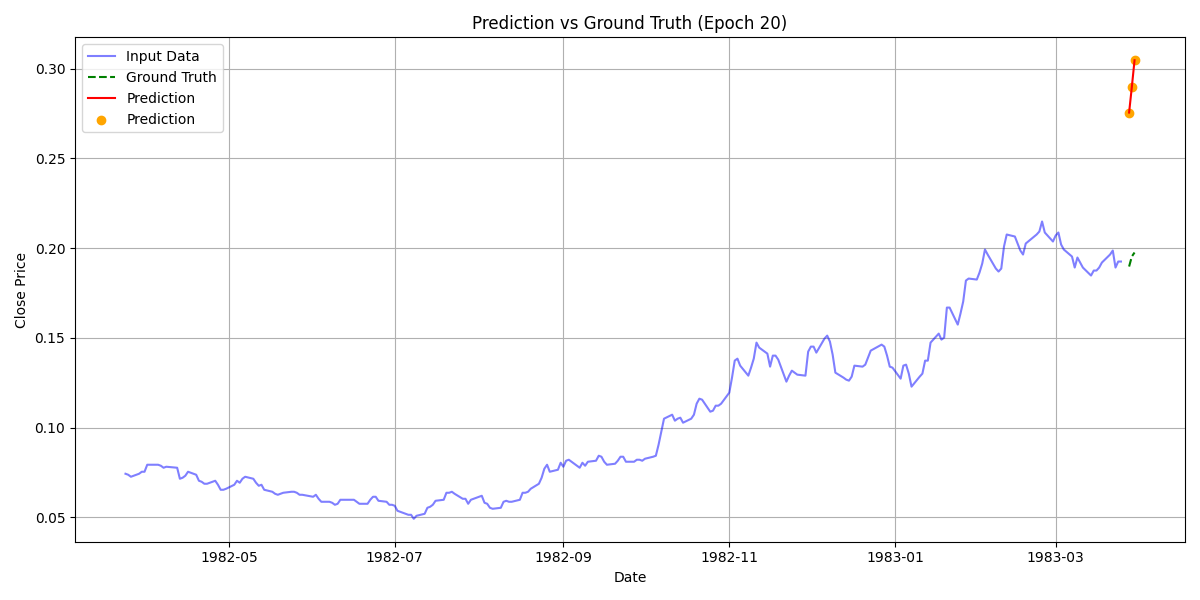 Prediction vs Ground Truth (Epoch 20)
Input Data
Ground Truth
Prediction
Prediction
Close Price
0.30
0.25
0.20
0.15
0.10
0.05
1982-05
1982-07
1982-09
1982-11
1983-01
1983-03
Date